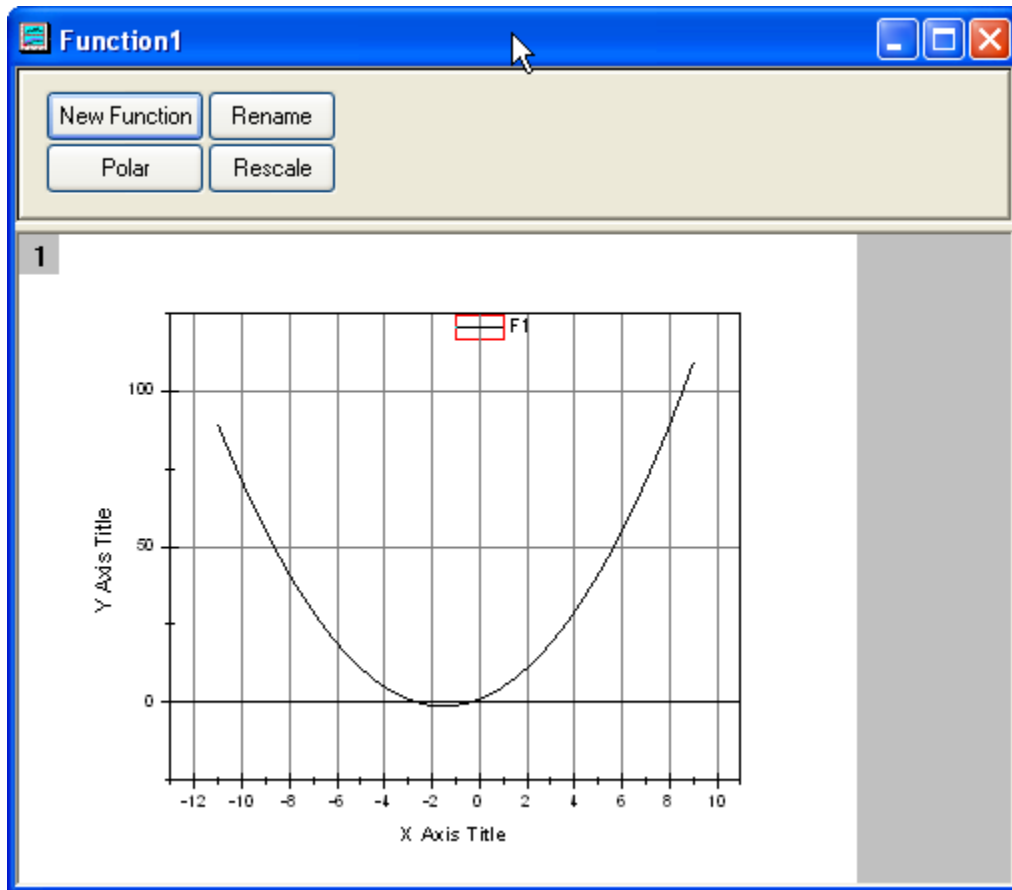 Function1
New Function
Rename
Polar
Rescale
1
F1
100
50
0
Y Axis Title
-12 -10 -8 -6 -4 -2 0 2 4 6 8 10
X Axis Title